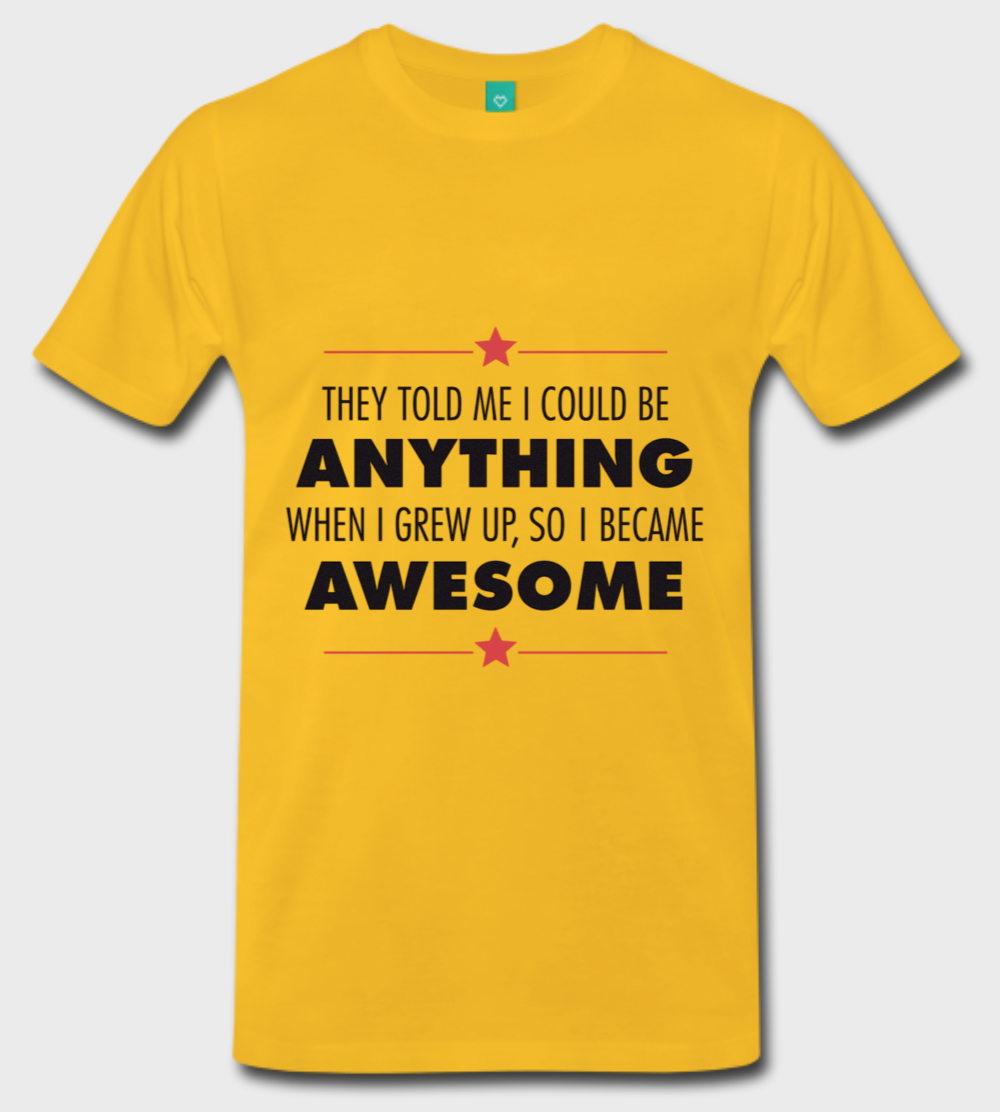 THEY TOLD ME I COULD BE
ANYTHING
WHEN I GREW UP, SO I BECAME
AWESOME